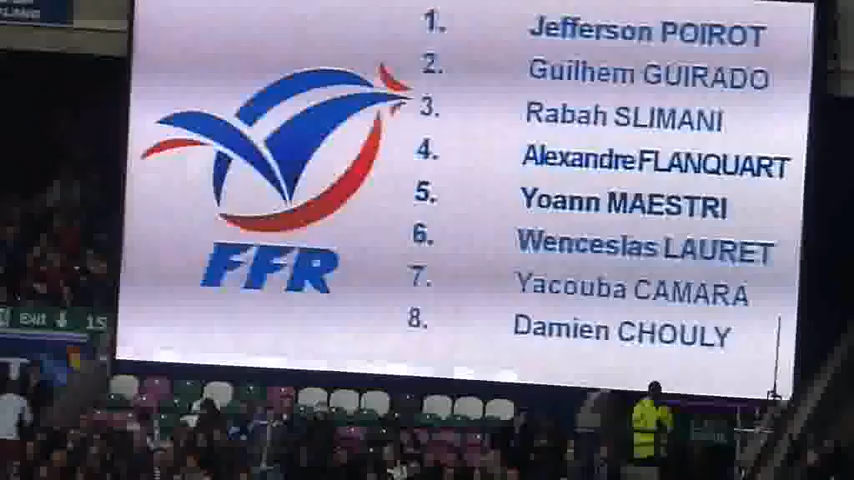 1. Jefferson POIROT
2. Guilhem GUIRADO
3. Rabah SLIMANI
4. Alexandre FLANQUART
5. Yoann MAESTRI
6. Wenceslas LAURET
7. Yacouba CAMARA
8. Damien CHOULY
FFR
EXIT 15